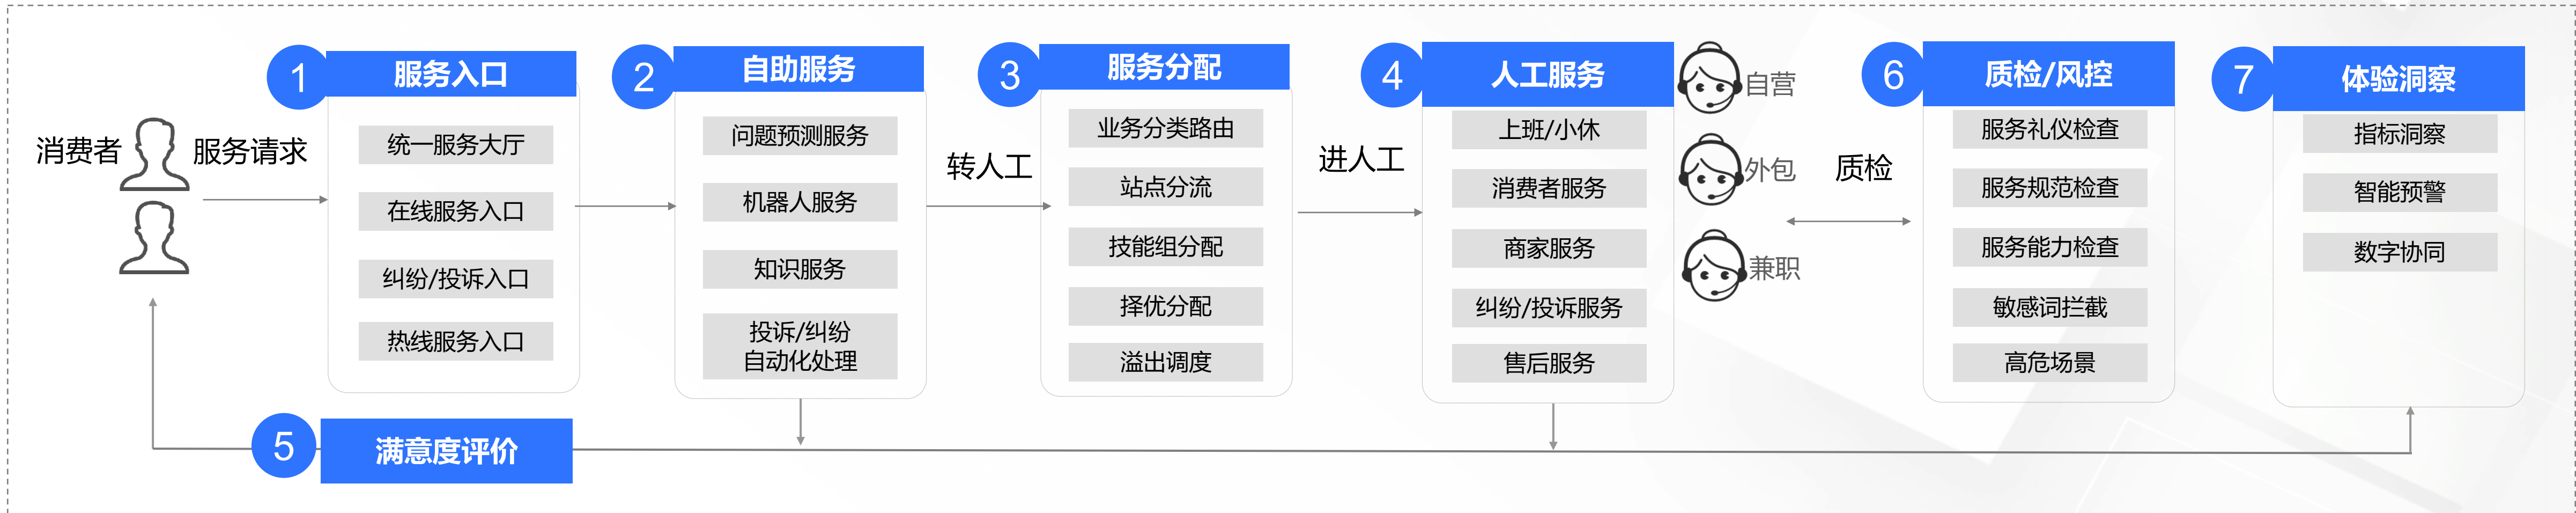 消费者
服务请求
1
服务入口
统一服务大厅
在线服务入口
纠纷/投诉入口
热线服务入口
2
自助服务
问题预测服务
机器人服务
知识服务
投诉/纠纷
自动化处理
转人工
3
服务分配
业务分类路由
站点分流
技能组分配
择优分配
溢出调度
进人工
4
人工服务
上班/小休
消费者服务
商家服务
纠纷/投诉服务
售后服务
自营
外包
兼职
质检
6
质检/风控
服务礼仪检查
服务规范检查
服务能力检查
敏感词拦截
高危场景
7
体验洞察
指标洞察
智能预警
数字协同
5
满意度评价